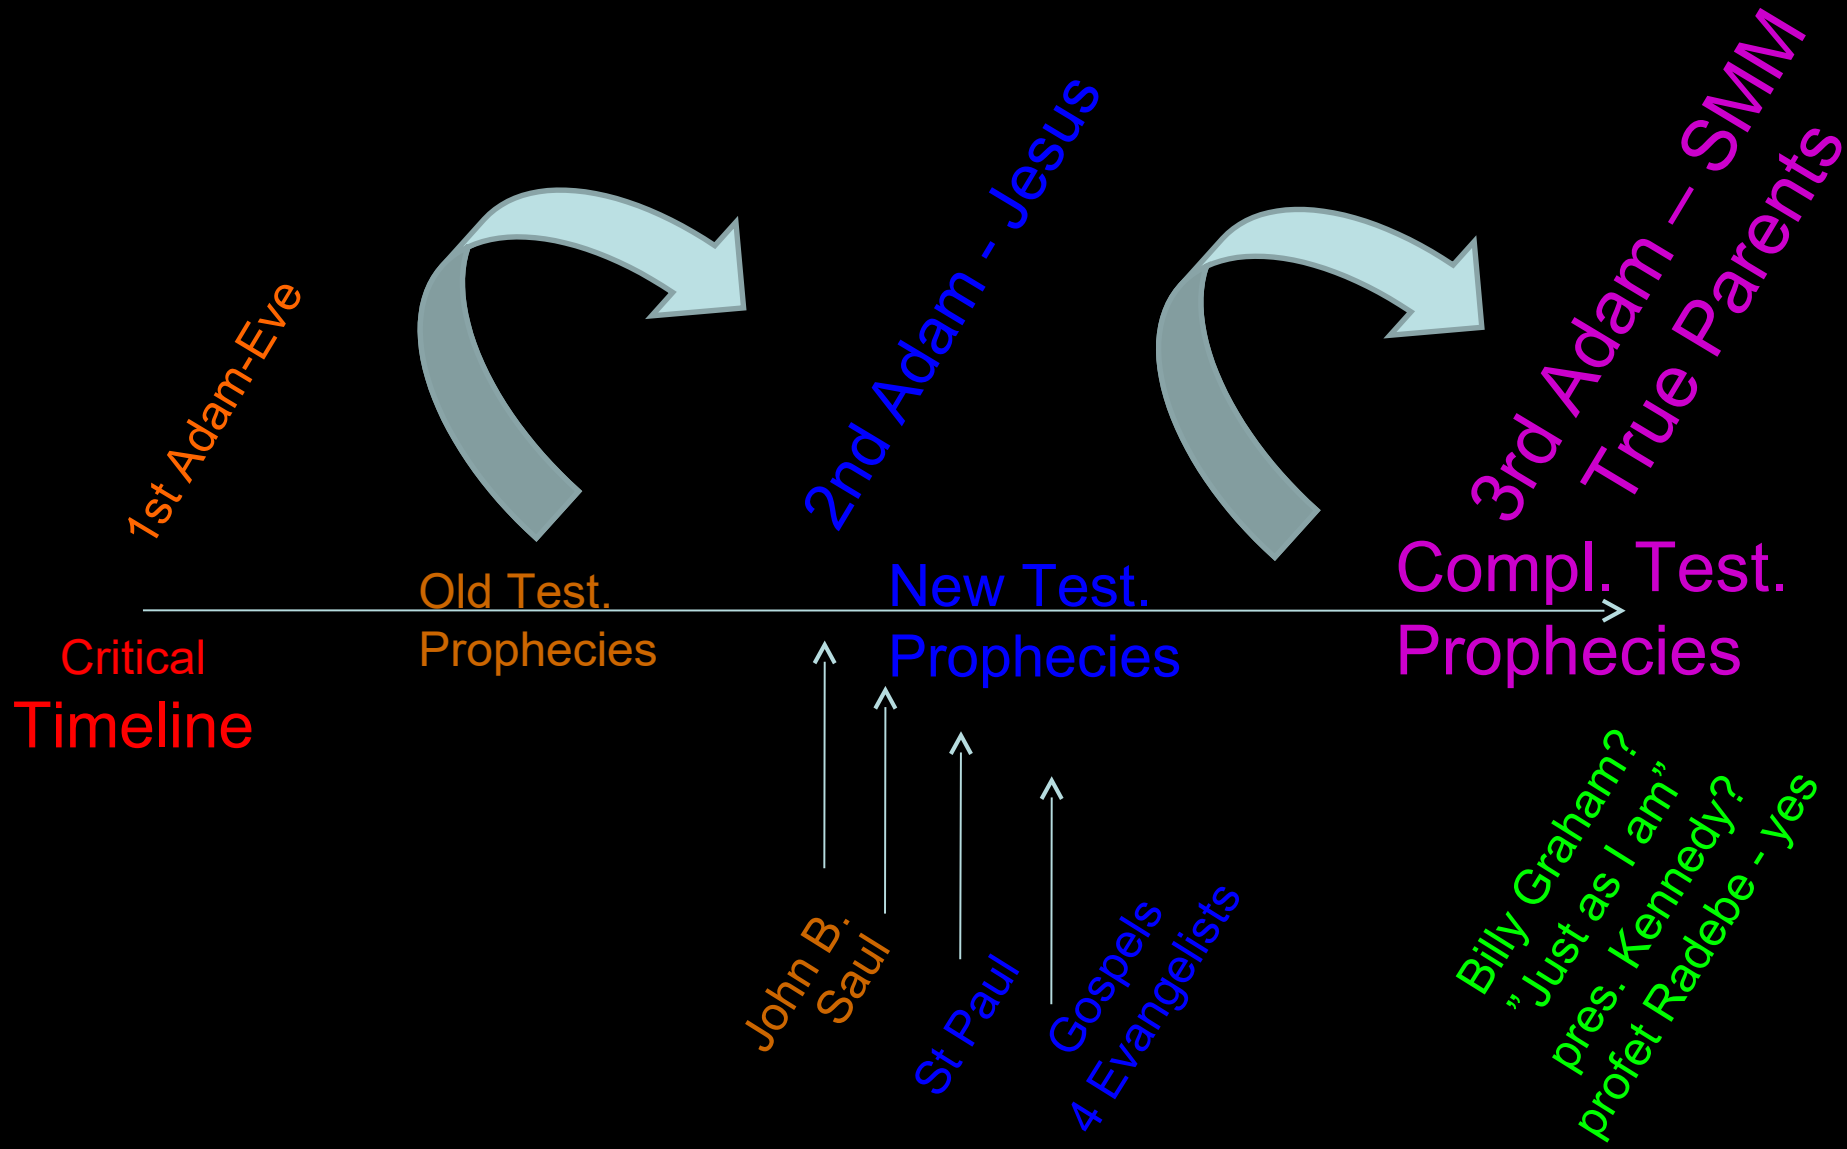 1st Adam-Eve
2nd Adam - Jesus
3rd Adam – SMM
True Parents
Old Test.
Prophecies
New Test.
Prophecies
Compl. Test.
Prophecies
Critical
Timeline
John B.
Saul
St Paul
Gospels
4 Evangelists
Billy Graham?
”Just as I am”
pres. Kennedy?
profet Radebe - yes